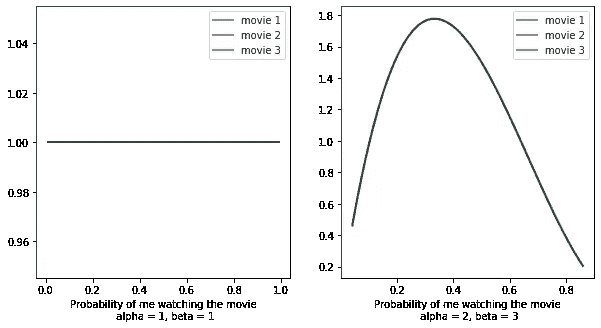 movie 1
movie 2
movie 3
1.04
1.02
1.00
0.98
0.96
0.0 0.2 0.4 0.6 0.8 1.0
Probability of me watching the movie
alpha = 1, beta = 1
movie 1
movie 2
movie 3
1.8
1.6
1.4
1.2
1.0
0.8
0.6
0.4
0.2
0.2 0.4 0.6 0.8
Probability of me watching the movie
alpha = 2, beta = 3